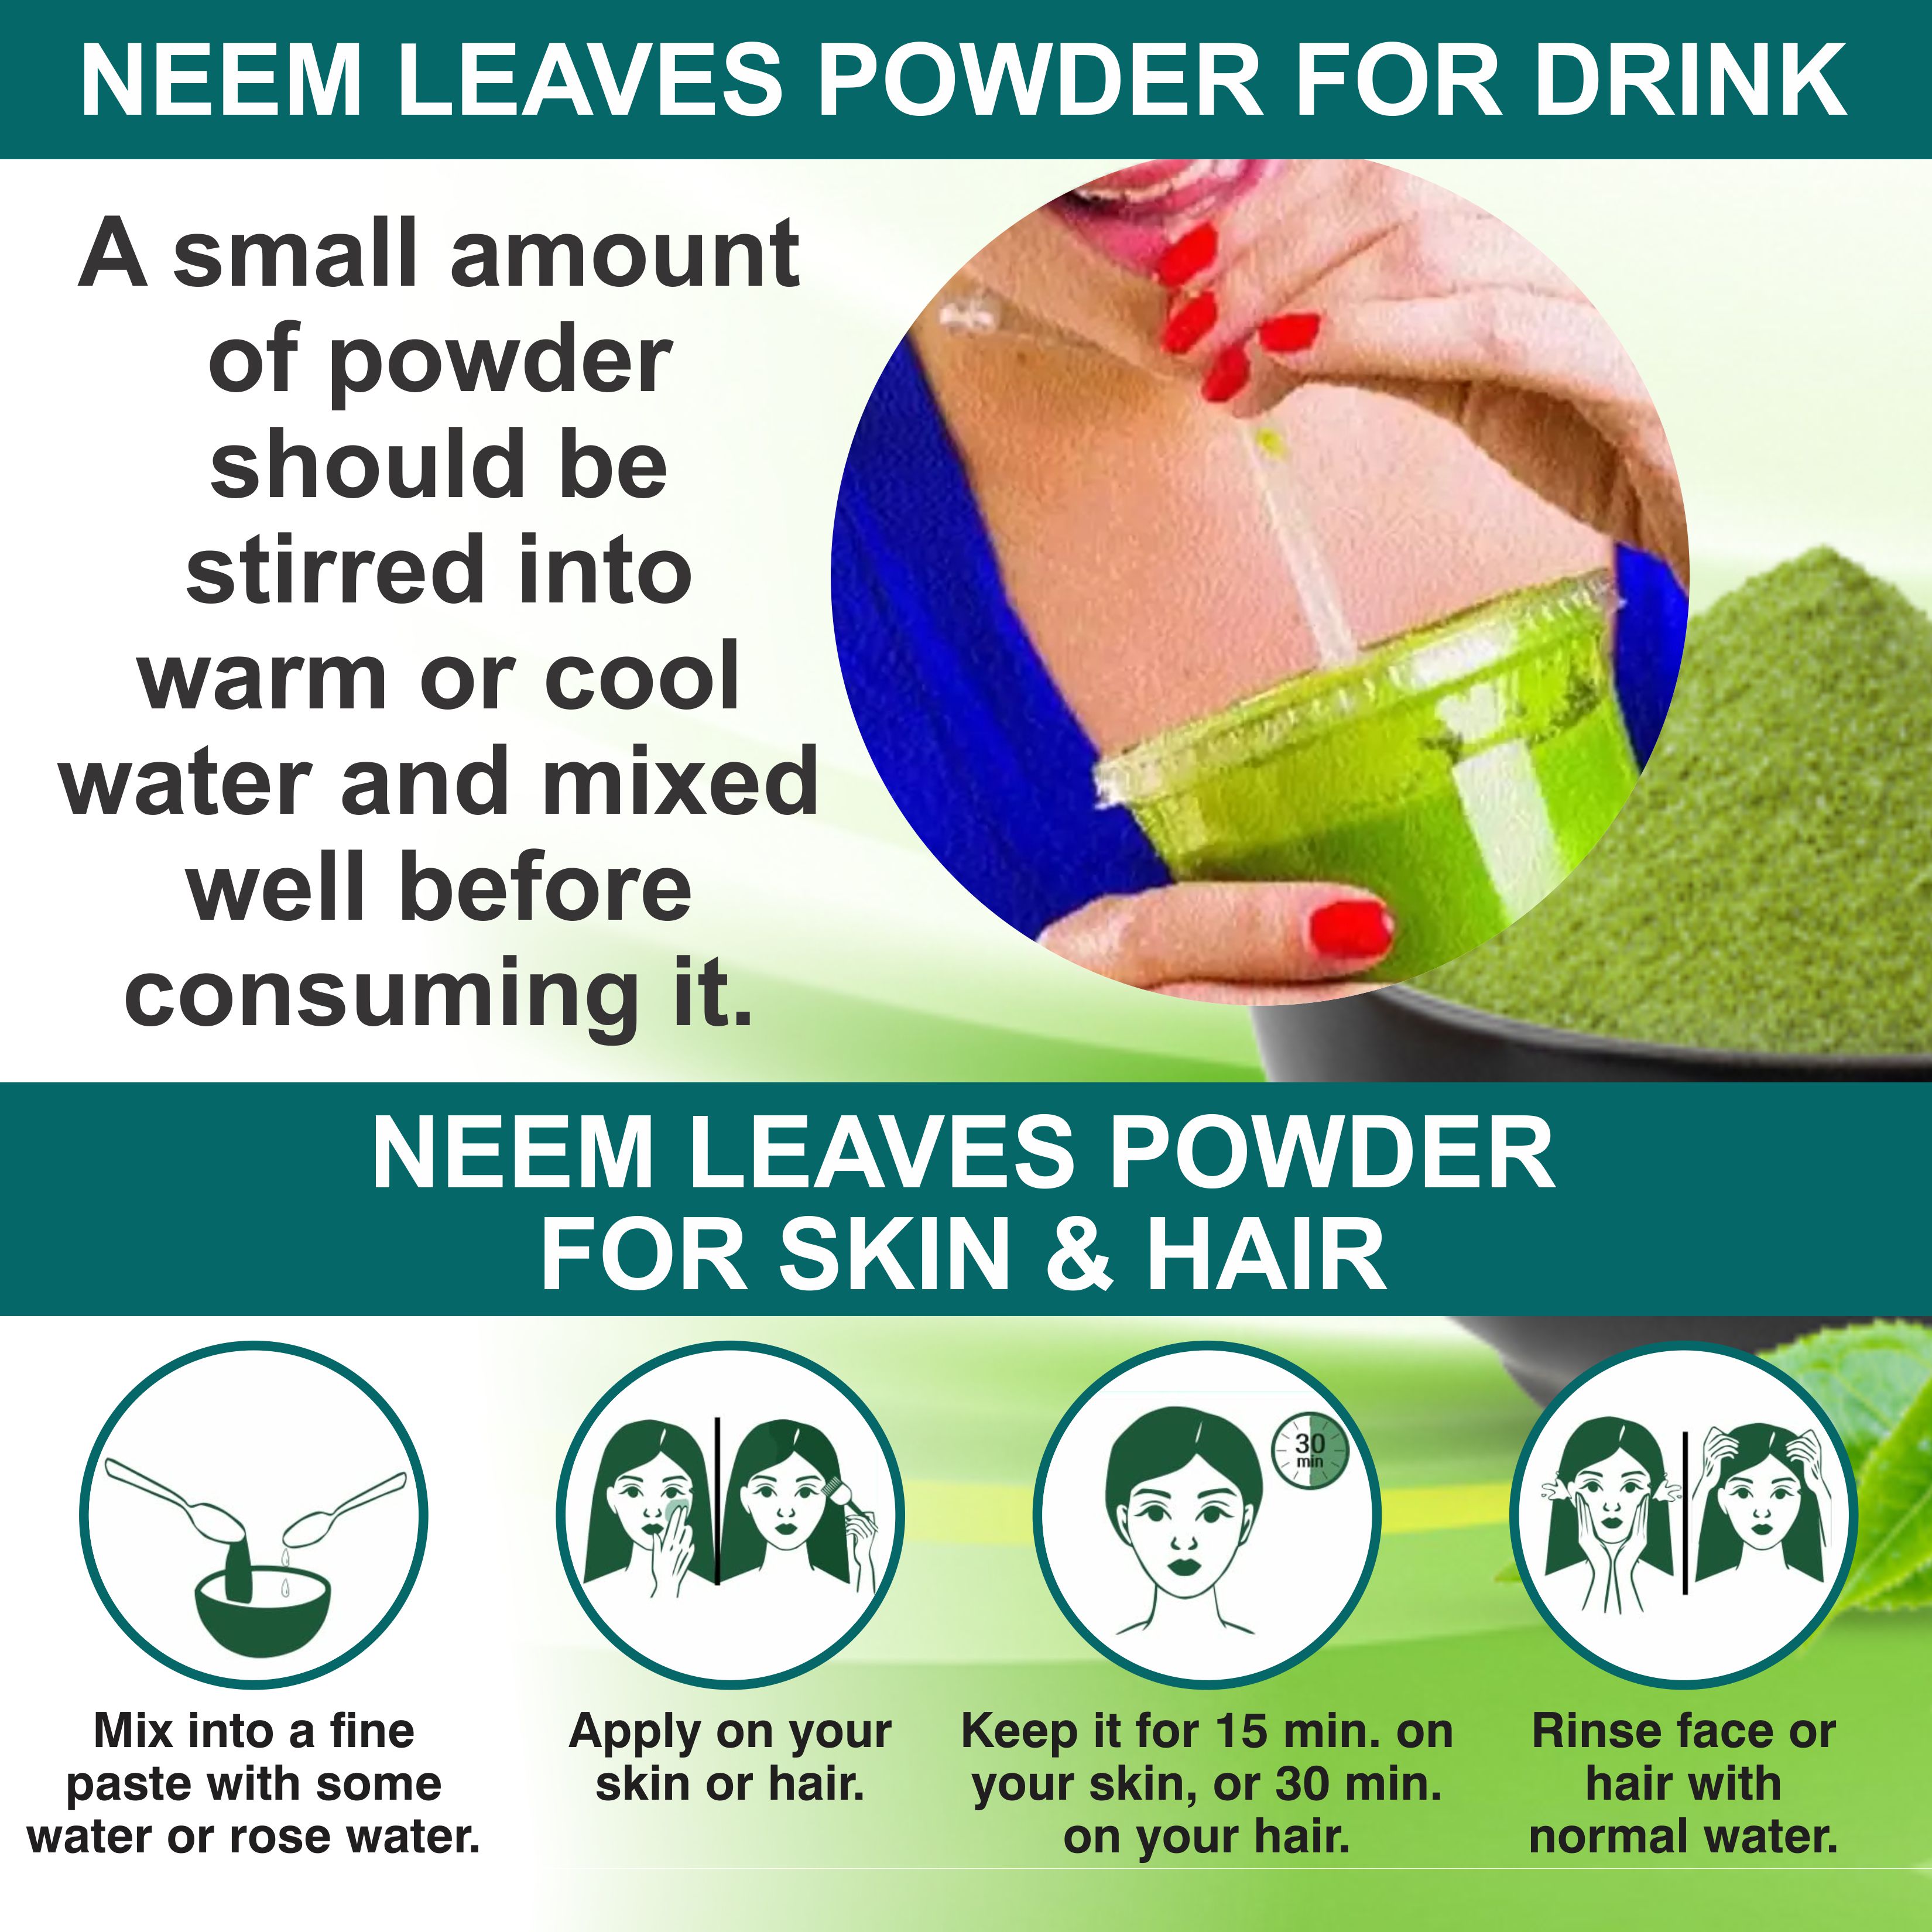 NEEM LEAVES POWDER FOR DRINK
A small amount
of powder
should be
stirred into
warm or cool
water and mixed
well before
consuming it.
NEEM LEAVES POWDER
FOR SKIN & HAIR
30
min
Mix into a fine
paste with some
water or rose water.
Apply on your
skin or hair.
Keep it for 15 min. on
your skin, or 30 min.
on your hair.
Rinse face or
hair with
normal water.